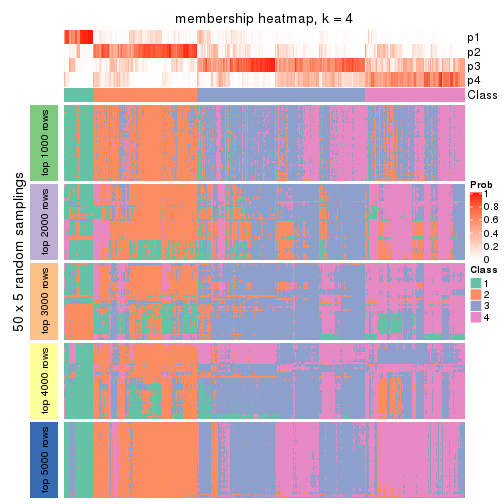 membership heatmap, k = 4
p1
p2
p3
p4
Class
50 x 5 random samplings
top 1000 rows
top 2000 rows
top 3000 rows
top 4000 rows
top 5000 rows
Prob
1
0.8
0.6
0.4
0.2
0
Class
1
2
3
4